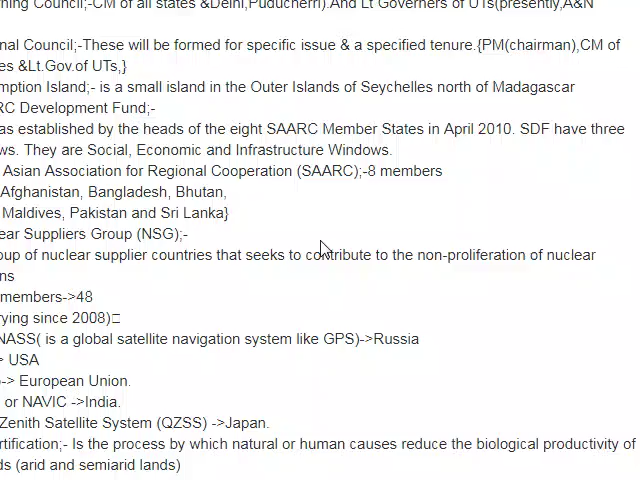 ning Council;-CM of all states &Delhi,Puducherri).And Lt Governers of UTs(presently,A&N
nal Council;-These will be formed for specific issue & a specified tenure.{PM(chairman),CM of
es &Lt.Gov.of UTs,}
mption Island;- is a small island in the Outer Islands of Seychelles north of Madagascar
RC Development Fund;-
as established by the heads of the eight SAARC Member States in April 2010. SDF have three
ws. They are Social, Economic and Infrastructure Windows.
Asian Association for Regional Cooperation (SAARC);-8 members
Afghanistan, Bangladesh, Bhutan,
Maldives, Pakistan and Sri Lanka}
ear Suppliers Group (NSG);-
oup of nuclear supplier countries that seeks to contribute to the non-proliferation of nuclear
ns
members->48
rying since 2008)□
NASS( is a global satellite navigation system like GPS)->Russia
> USA
-> European Union.
or NAVIC ->India.
Zenith Satellite System (QZSS) ->Japan.
rtification;- Is the process by which natural or human causes reduce the biological productivity of
ds (arid and semiarid lands)